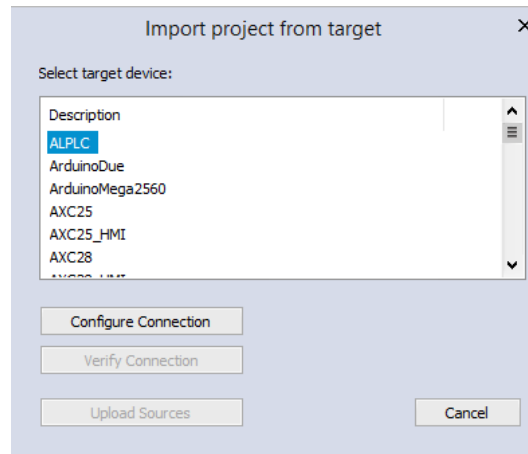 Import project from target
Select target device:
Description
ALPLC
ArduinoDue
ArduinoMega2560
AXC25
AXC25_HMI
AXC28
Configure Connection
Verify Connection
Upload Sources
Cancel